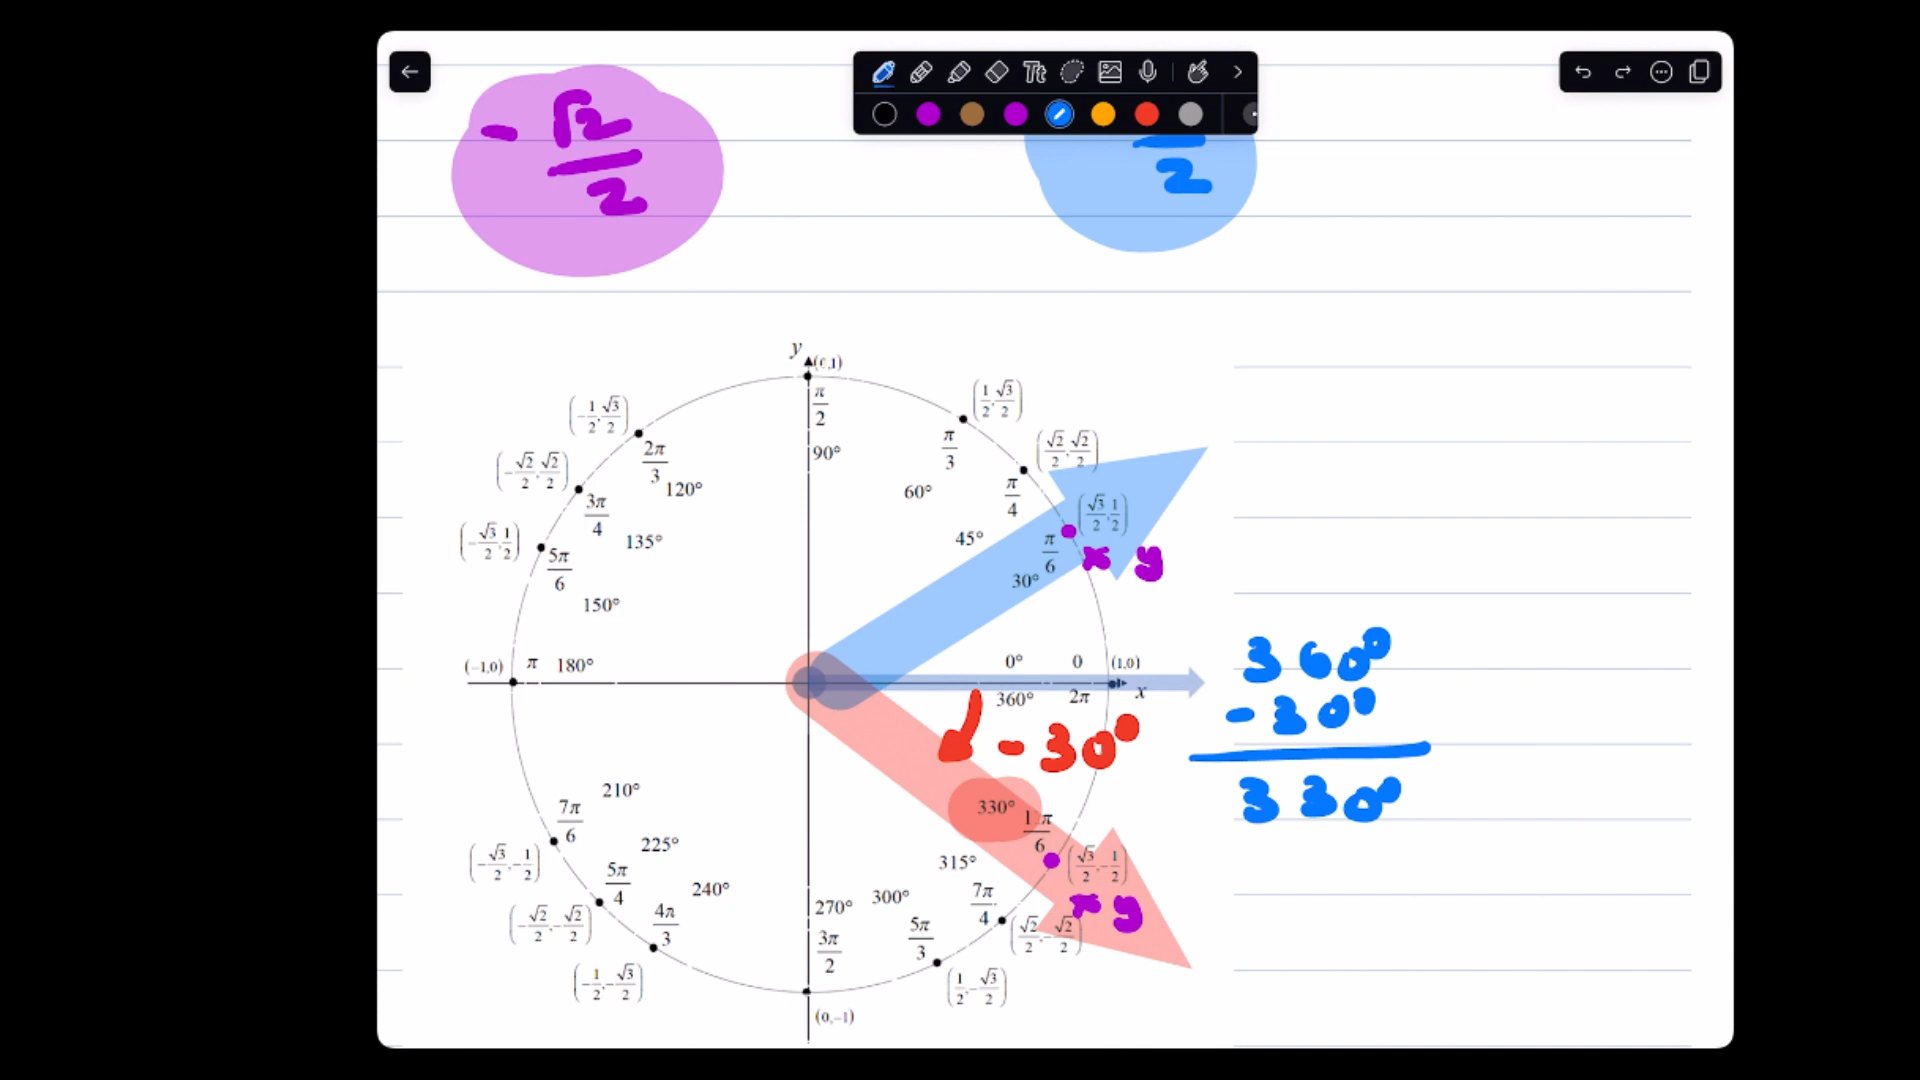 Tt
- √2
2
2
y
(0,1)
π/2
90°
(1/2, √3/2)
π/3
60°
(√2/2, √2/2)
π/4
45°
(√3/2, 1/2)
π/6
30°
x y
(-1/2, √3/2)
2π/3
120°
(-√2/2, √2/2)
3π/4
135°
(-√3/2, 1/2)
5π/6
150°
(-1,0) π 180°
0° 0 (1,0)
360° 2π x
- 30°
360°
- 30°
330°
210°
7π/6
(-√3/2, -1/2)
225°
5π/4
(-√2/2, -√2/2)
240°
4π/3
(-1/2, -√3/2)
270°
3π/2
(0,-1)
300°
5π/3
(1/2, -√3/2)
315°
7π/4
(√2/2, -√2/2)
330°
11π/6
(√3/2, -1/2)
x y